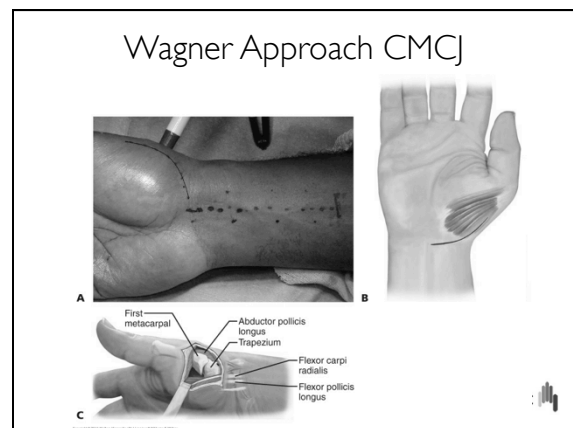 Wagner Approach CMCJ
A
B
First
metacarpal
Abductor pollicis
longus
Trapezium
Flexor carpi
radialis
Flexor pollicis
longus
C